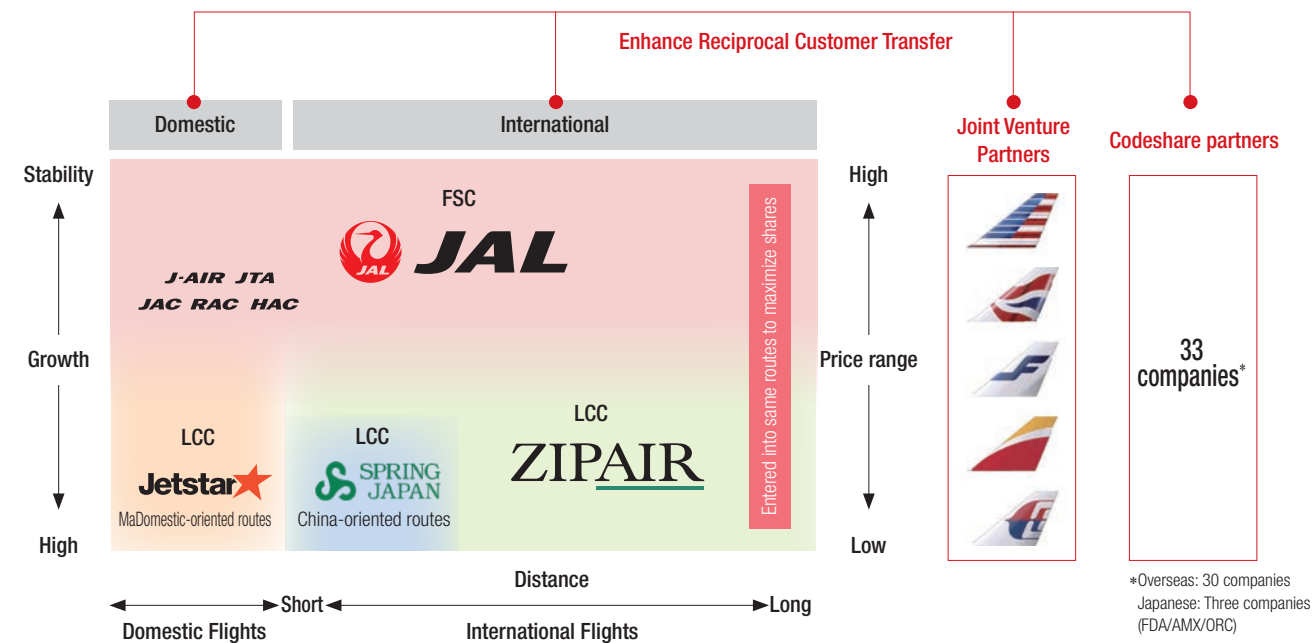 Enhance Reciprocal Customer Transfer
Domestic
International
Joint Venture
Partners
Codeshare partners
Stability
Growth
High
FSC
JAL
JAL
J-AIR JTA
JAC RAC HAC
LCC
Jetstar
MaDomestic-oriented routes
LCC
SPRING
JAPAN
China-oriented routes
LCC
ZIPAIR
Entered into same routes to maximize shares
High
Price range
Low
33
companies*
*Overseas: 30 companies
Japanese: Three companies
(FDA/AMX/ORC)
Distance
Short
Long
Domestic Flights
International Flights